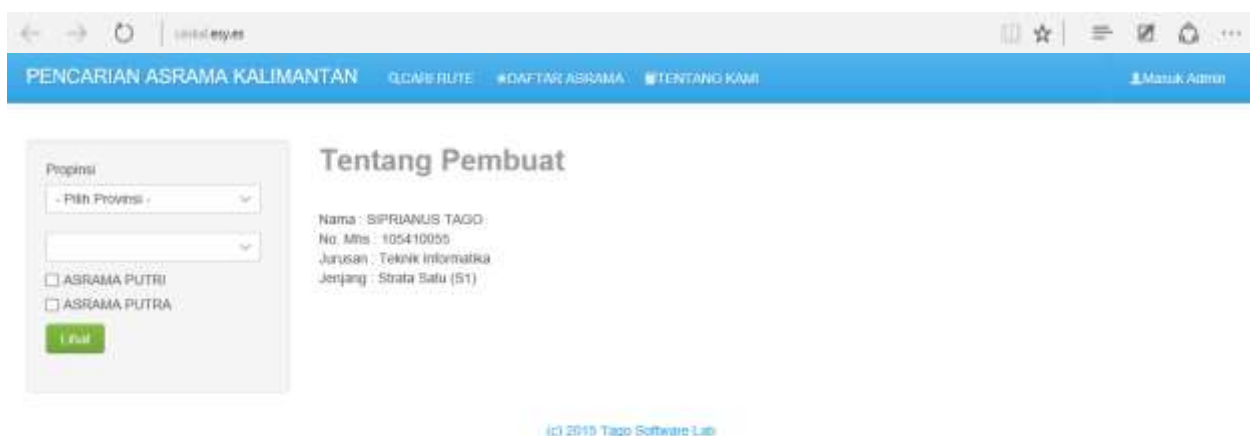 esy.es
PENCARIAN ASRAMA KALIMANTAN CARI RUTE DAFTAR ASRAMA TENTANG KAMI Masuk Admin
Propinsi
- Pilih Provinsi -
ASRAMA PUTRI
ASRAMA PUTRA
Lihat
Tentang Pembuat
Nama : SIPRIANUS TAGO
No. Mhs : 105410055
Jurusan : Teknik Informatika
Jenjang : Strata Satu (S1)
(c) 2015 Tago Software Lab